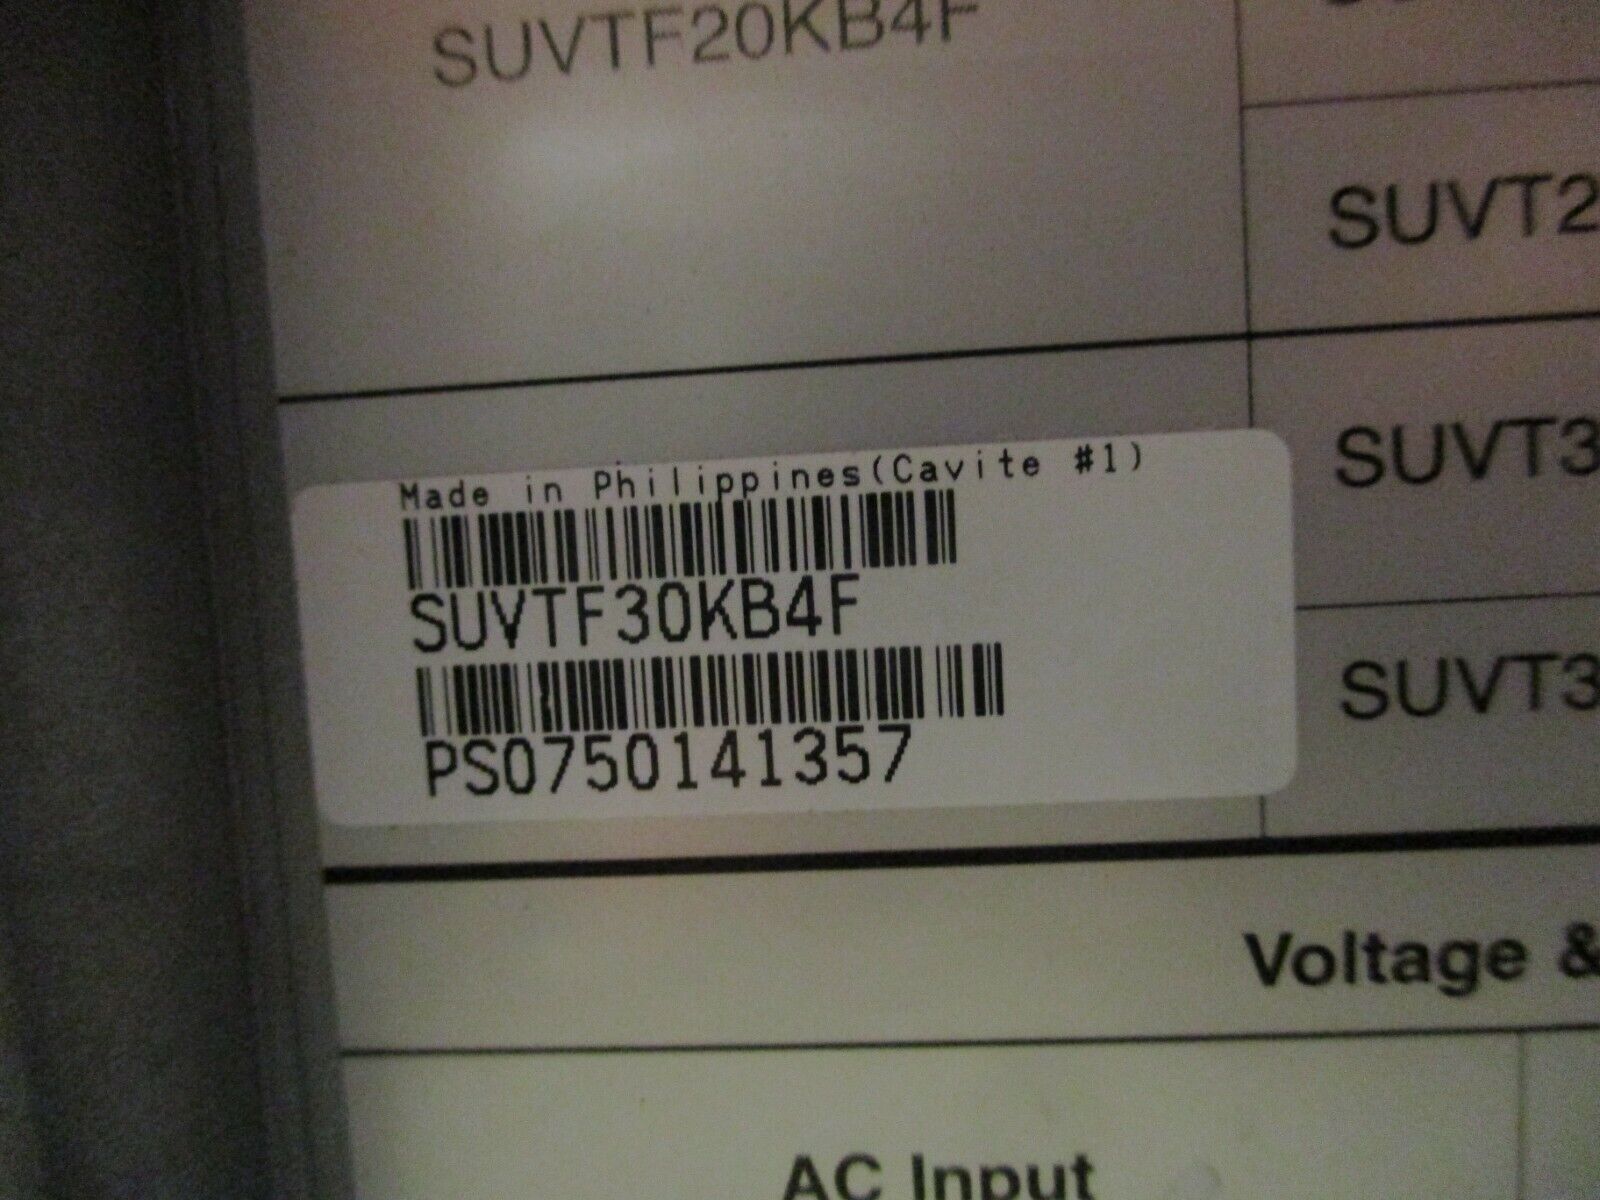 SUVTF20KB4F
SUVT2
SUVT3
Made in Philippines(Cavite #1)
SUVTF30KB4F
SUVT3
PS0750141357
Voltage &
AC Input